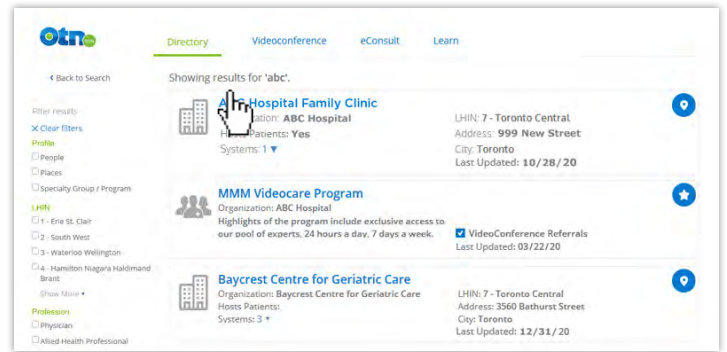 otn
Directory
Videoconference
eConsult
Learn
Back to Search
Showing results for 'abc'.
Filter results
X Clear filters
Profile
People
Places
Specialty Group / Program
LHIN
1 - Erie St. Clair
2 - South West
3 - Waterloo Wellington
4 - Hamilton Niagara Haldimand
Brant
Show More
Profession
Physician
Allied Health Professional
Hospital Family Clinic
ABC Hospital
Hosts Patients: Yes
Systems: 1
LHIN: 7 - Toronto Central
Address: 999 New Street
City: Toronto
Last Updated: 10/28/20
MMM Videocare Program
Organization: ABC Hospital
Highlights of the program include exclusive access to
our pool of experts, 24 hours a day, 7 days a week.
VideoConference Referrals
Last Updated: 03/22/20
Baycrest Centre for Geriatric Care
Organization: Baycrest Centre for Geriatric Care
Hosts Patients:
Systems: 3
LHIN: 7 - Toronto Central
Address: 3560 Bathurst Street
City: Toronto
Last Updated: 12/31/20